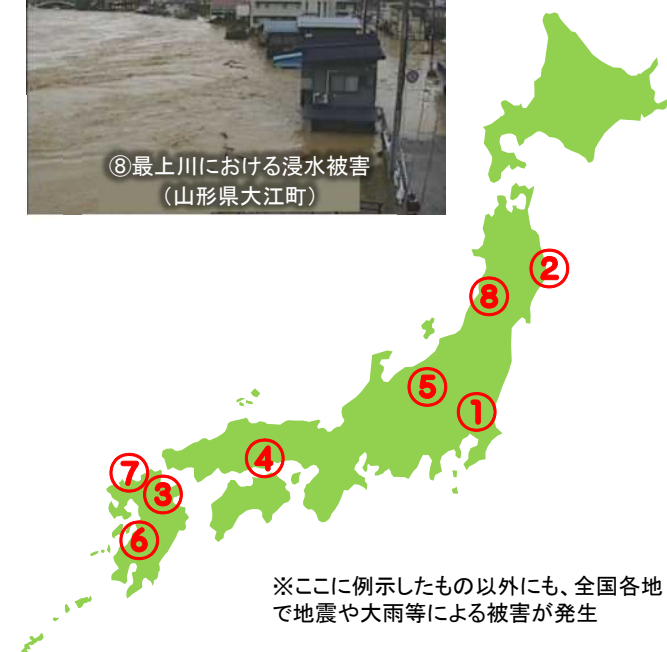 ⑧最上川における浸水被害
(山形県大江町)
②
⑧
⑤
①
④
⑦
③
⑥
※ここに例示したもの以外にも、全国各地
で地震や大雨等による被害が発生